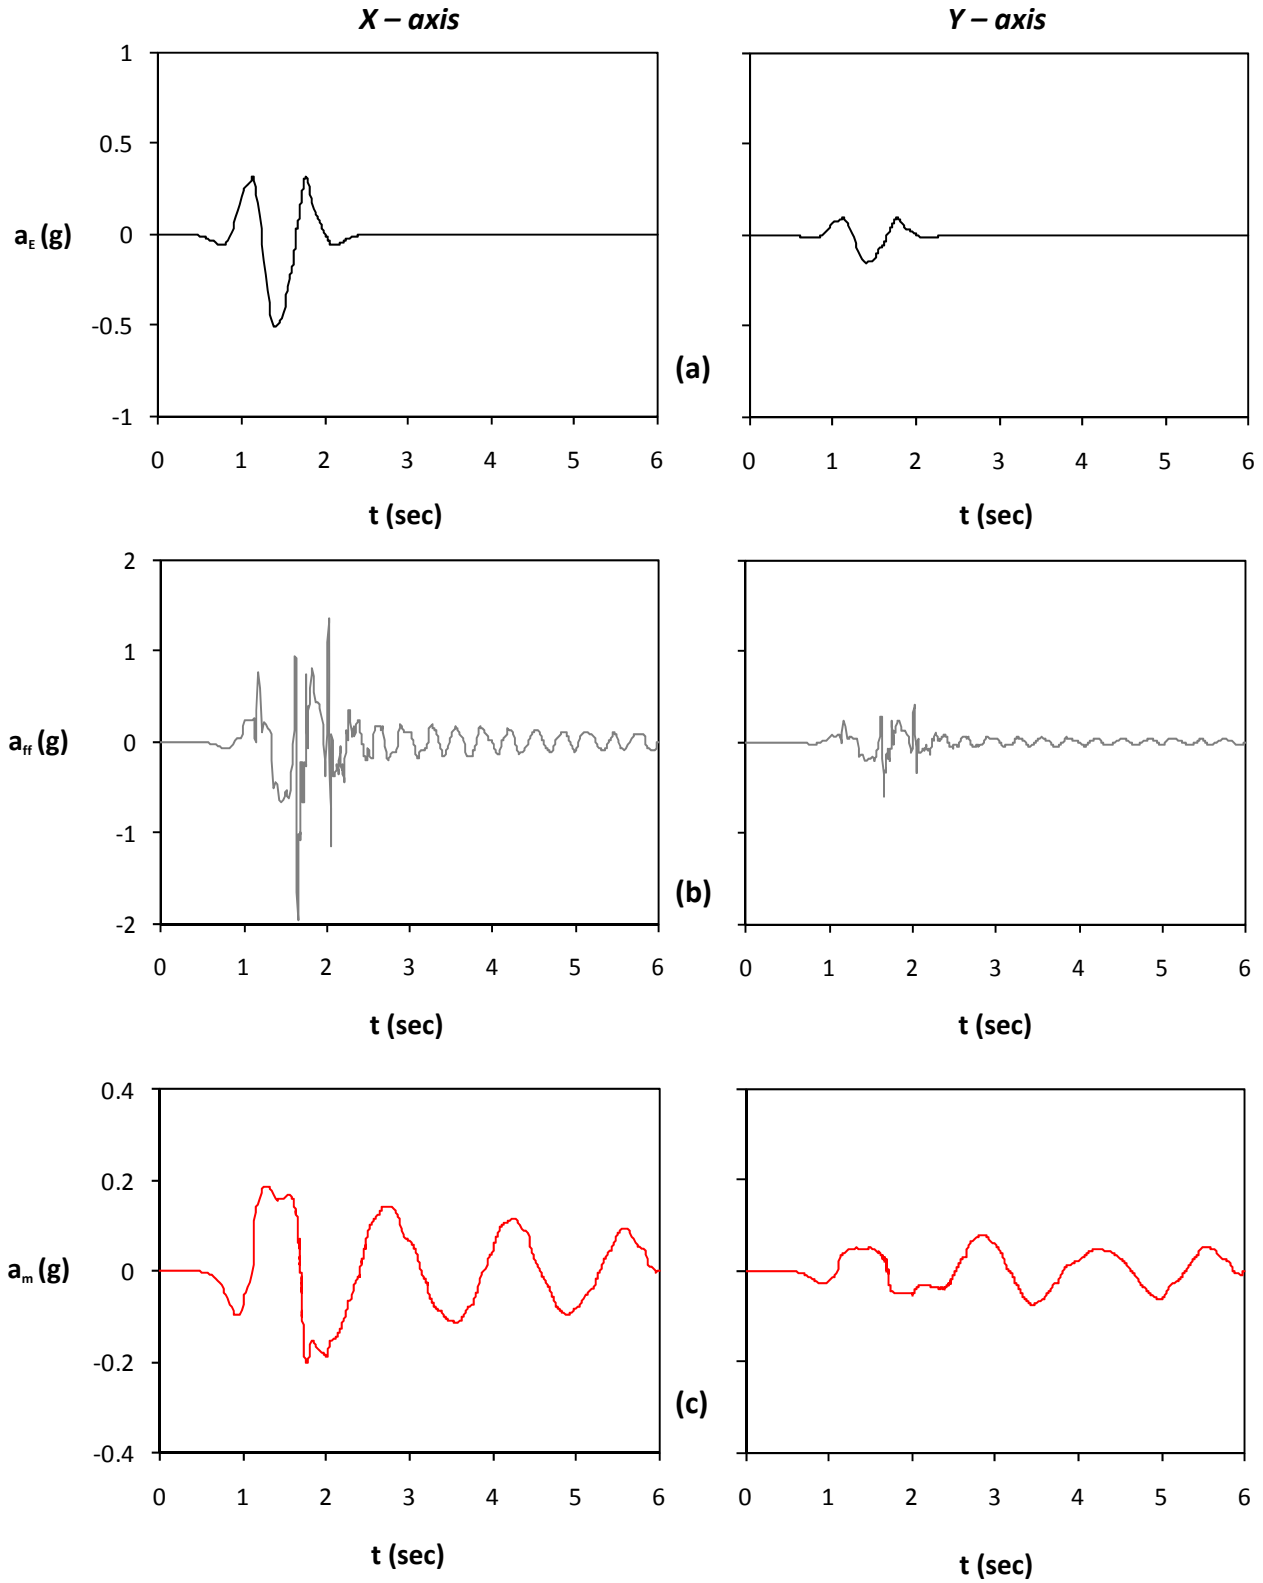 X – axis Y – axis
1
0.5
a_E (g) 0
-0.5
(a)
-1
0 1 2 3 4 5 6 0 1 2 3 4 5 6
t (sec) t (sec)
2
1
a_ff (g) 0
-1
(b)
-2
0 1 2 3 4 5 6 0 1 2 3 4 5 6
t (sec) t (sec)
0.4
0.2
a_m (g) 0
-0.2
(c)
-0.4
0 1 2 3 4 5 6 0 1 2 3 4 5 6
t (sec) t (sec)